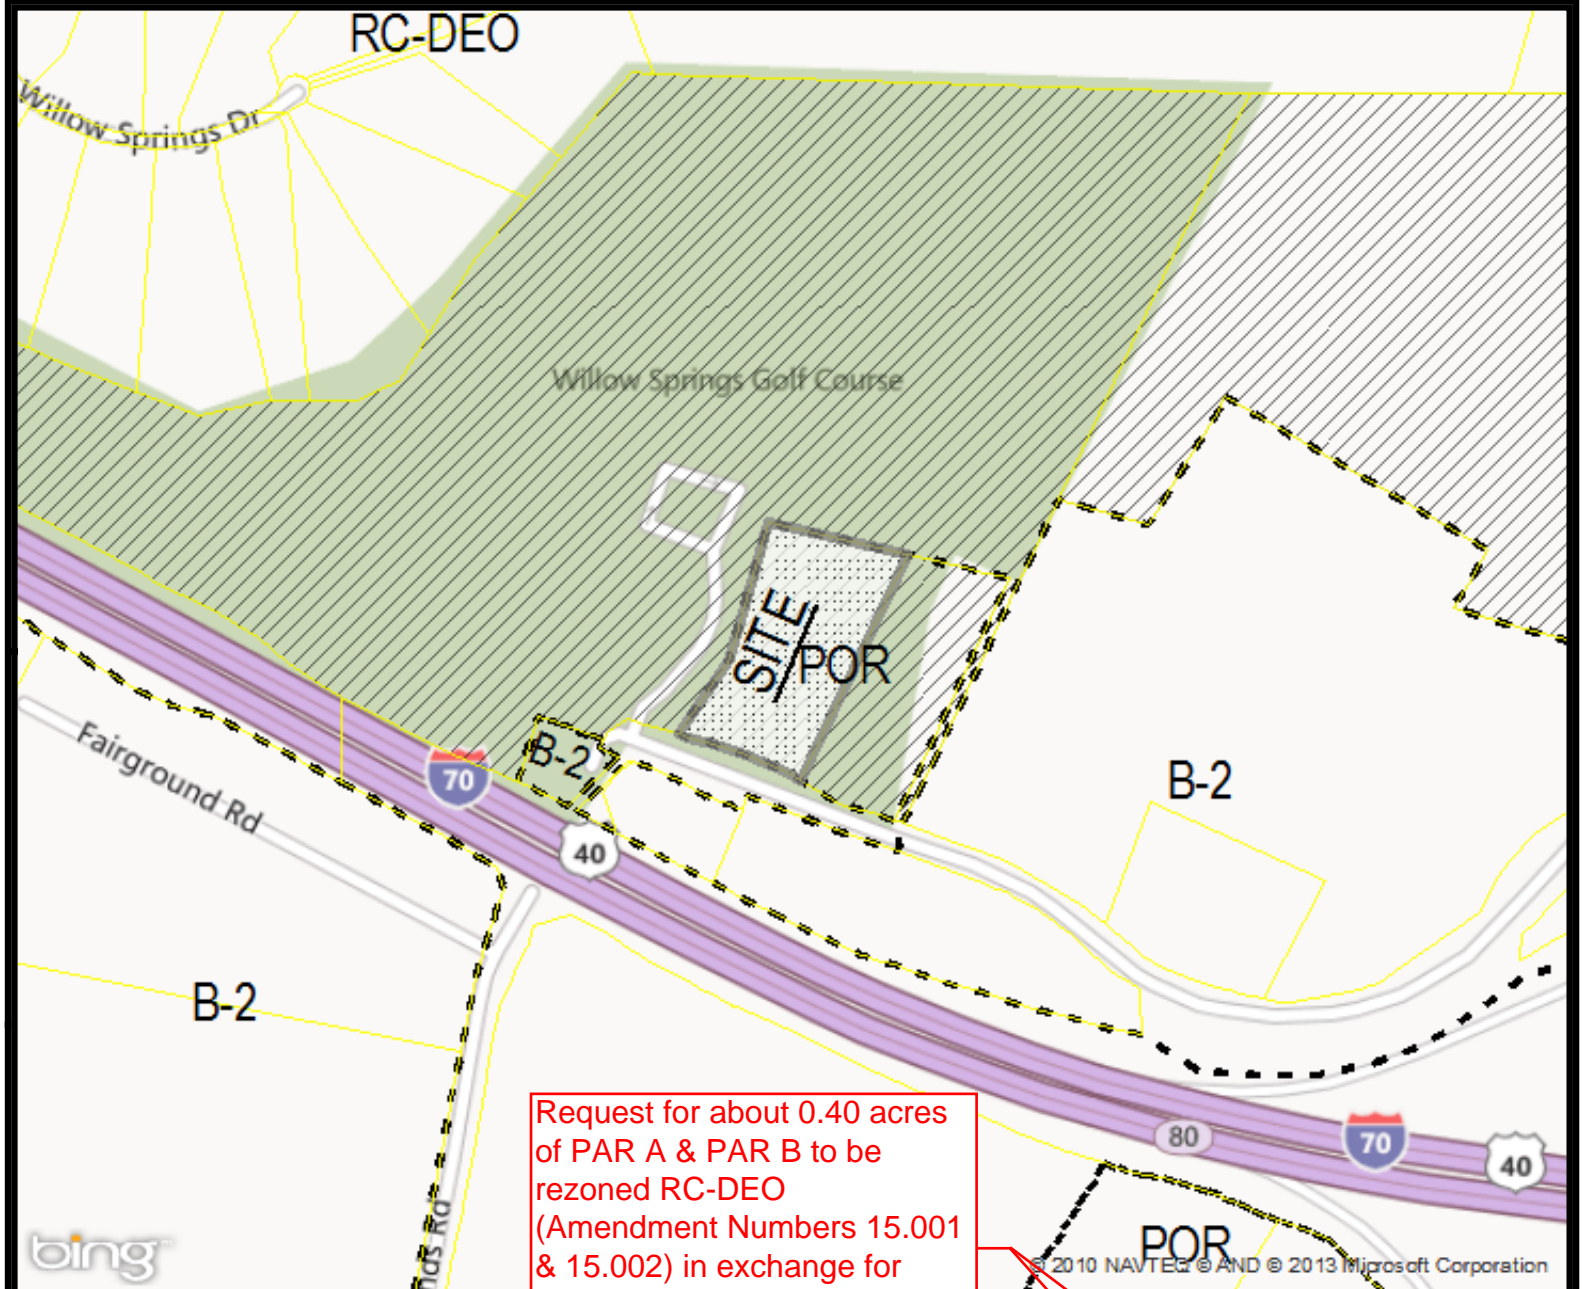 RC-DEO
Willow Springs Dr
Willow Springs Golf Course
SITE
POR
B-2
B-2
70
Fairground Rd
40
B-2
Request for about 0.40 acres
of PAR A & PAR B to be
rezoned RC-DEO
(Amendment Numbers 15.001
& 15.002) in exchange for
80
70
40
nds Rd
POR
bing
© 2010 NAVTEQ © AND © 2013 Microsoft Corporation